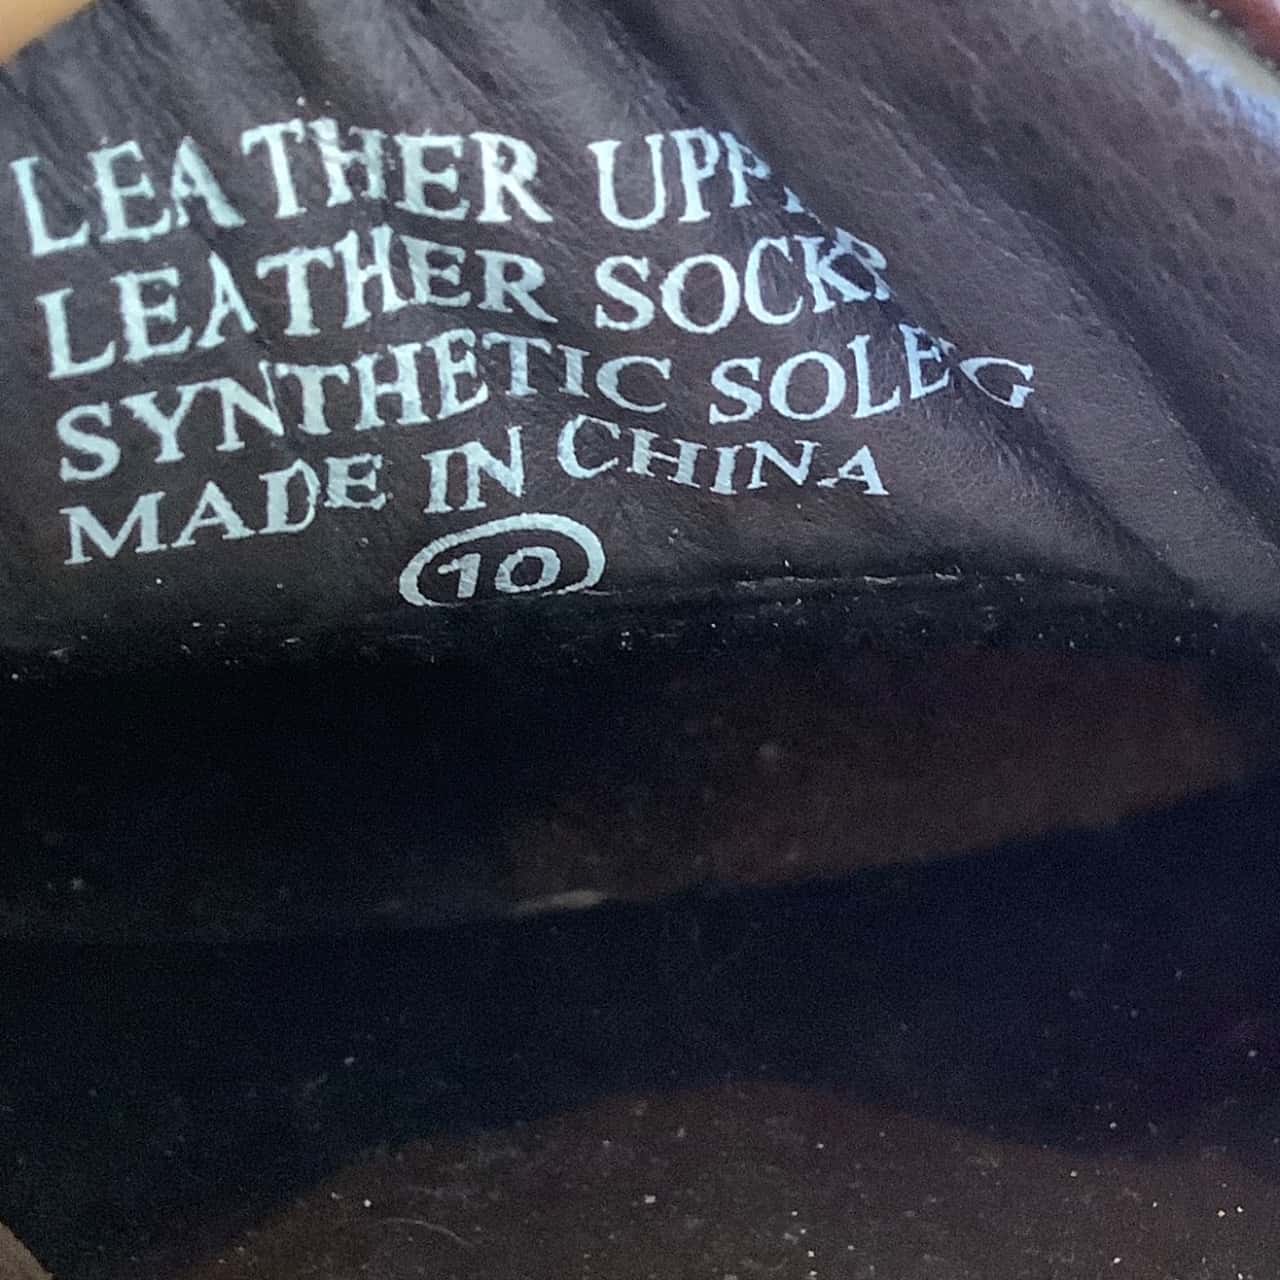 LEATHER UPP
LEATHER SOCK
SYNTHETIC SOLE
MADE IN CHINA
10